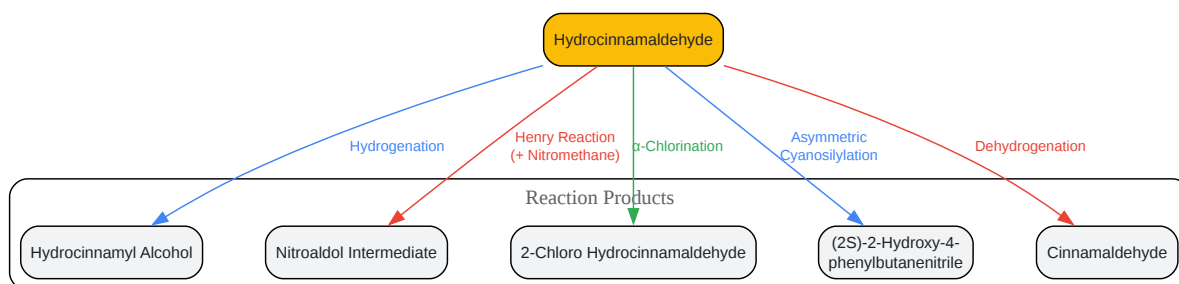 Hydrocinnamaldehyde
Hydrogenation
Henry Reaction
(+ Nitromethane)
α-Chlorination
Asymmetric
Cyanosilylation
Dehydrogenation
Reaction Products
Hydrocinnamyl Alcohol
Nitroaldol Intermediate
2-Chloro Hydrocinnamaldehyde
(2S)-2-Hydroxy-4-
phenylbutanenitrile
Cinnamaldehyde